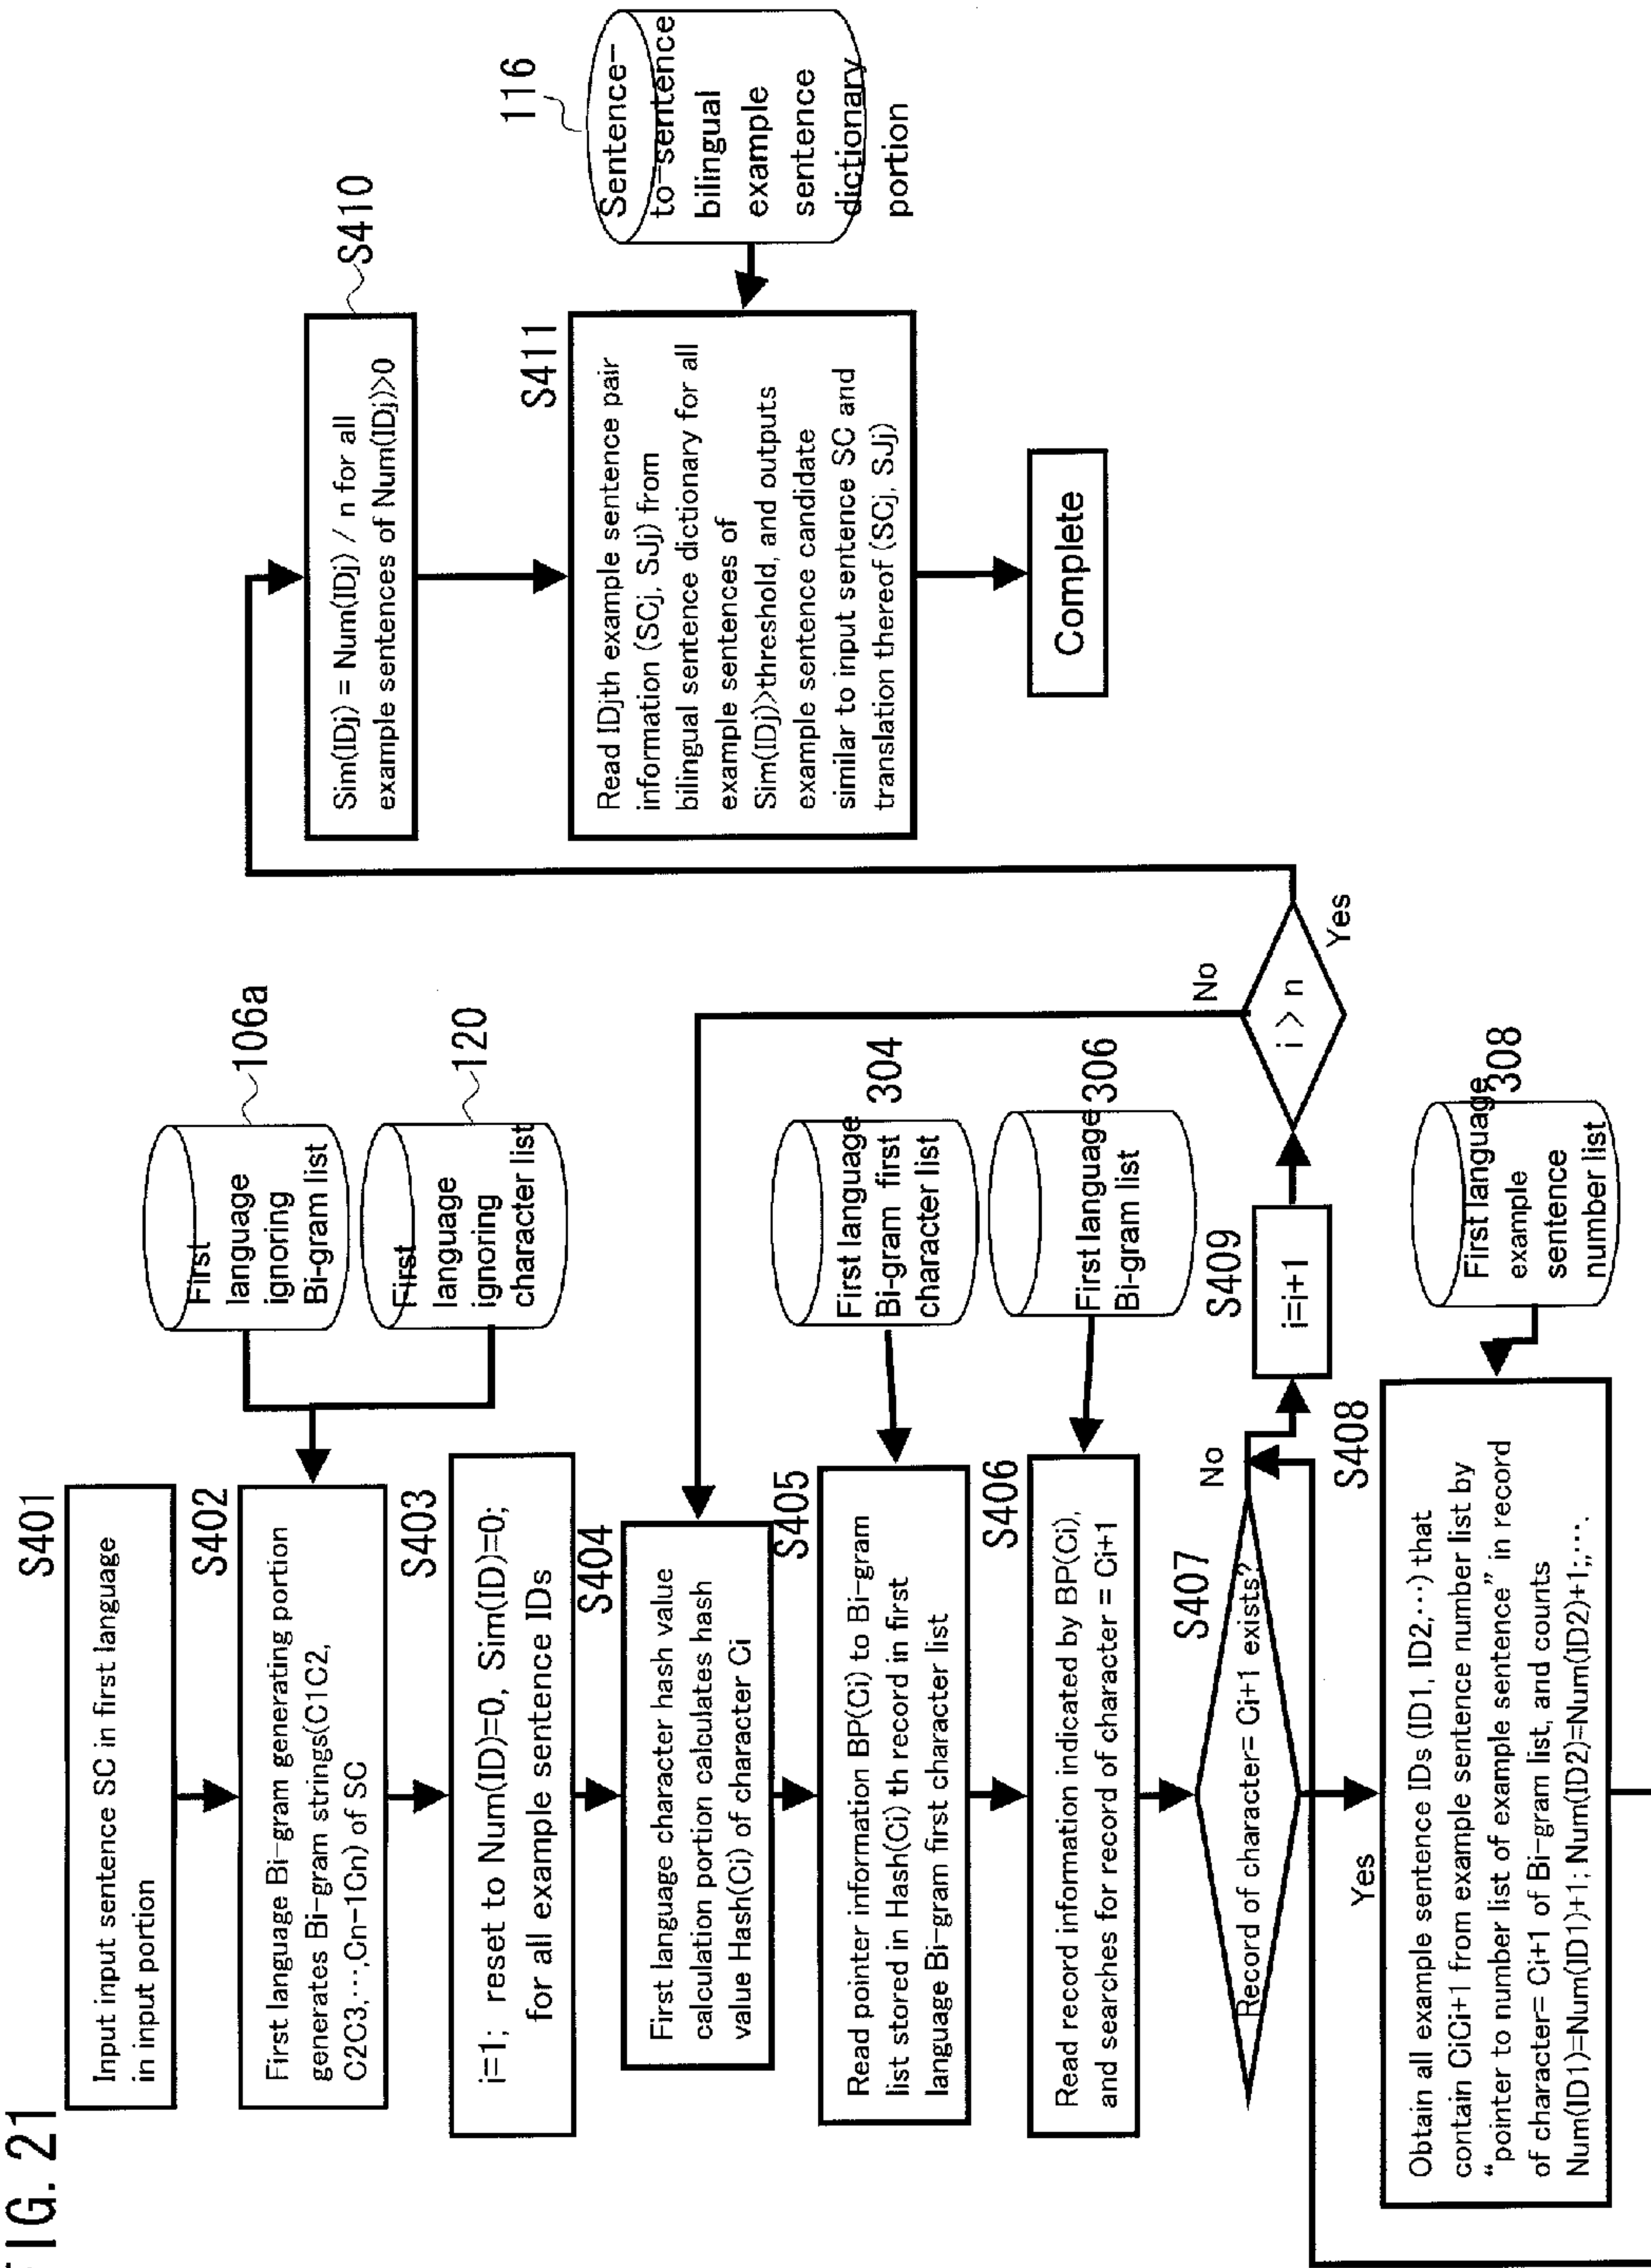 FIG. 21
S401
Input input sentence SC in first language
in input portion
S402
First language Bi-gram generating portion
generates Bi-gram strings(C1C2,
C2C3,⋯,Cn-1Cn) of SC
First
language
ignoring
Bi-gram list
106a
First
language
ignoring
character list
120
S403
i=1; reset to Num(ID)=0, Sim(ID)=0;
for all example sentence IDs
S404
First language character hash value
calculation portion calculates hash
value Hash(Ci) of character Ci
S405
Read pointer information BP(Ci) to Bi-gram
list stored in Hash(Ci) th record in first
language Bi-gram first character list
First language
Bi-gram first
character list
304
S406
Read record information indicated by BP(Ci),
and searches for record of character = Ci+1
First language
Bi-gram list
306
S407
Record of character= Ci+1 exists?
No
Yes
S408
Obtain all example sentence IDs (ID1, ID2,⋯) that
contain CiCi+1 from example sentence number list by
“pointer to number list of example sentence” in record
of character= Ci+1 of Bi-gram list, and counts
Num(ID1)=Num(ID1)+1; Num(ID2)=Num(ID2)+1;,⋯.
First language
example
sentence
number list
308
S409
i=i+1
i > n
No
Yes
S410
Sim(IDj) = Num(IDj) / n for all
example sentences of Num(IDj)>0
S411
Read IDjth example sentence pair
information (SCj, SJj) from
bilingual sentence dictionary for all
example sentences of
Sim(IDj)>threshold, and outputs
example sentence candidate
similar to input sentence SC and
translation thereof (SCj, SJj)
116
Sentence-
to-sentence
bilingual
example
sentence
dictionary
portion
Complete